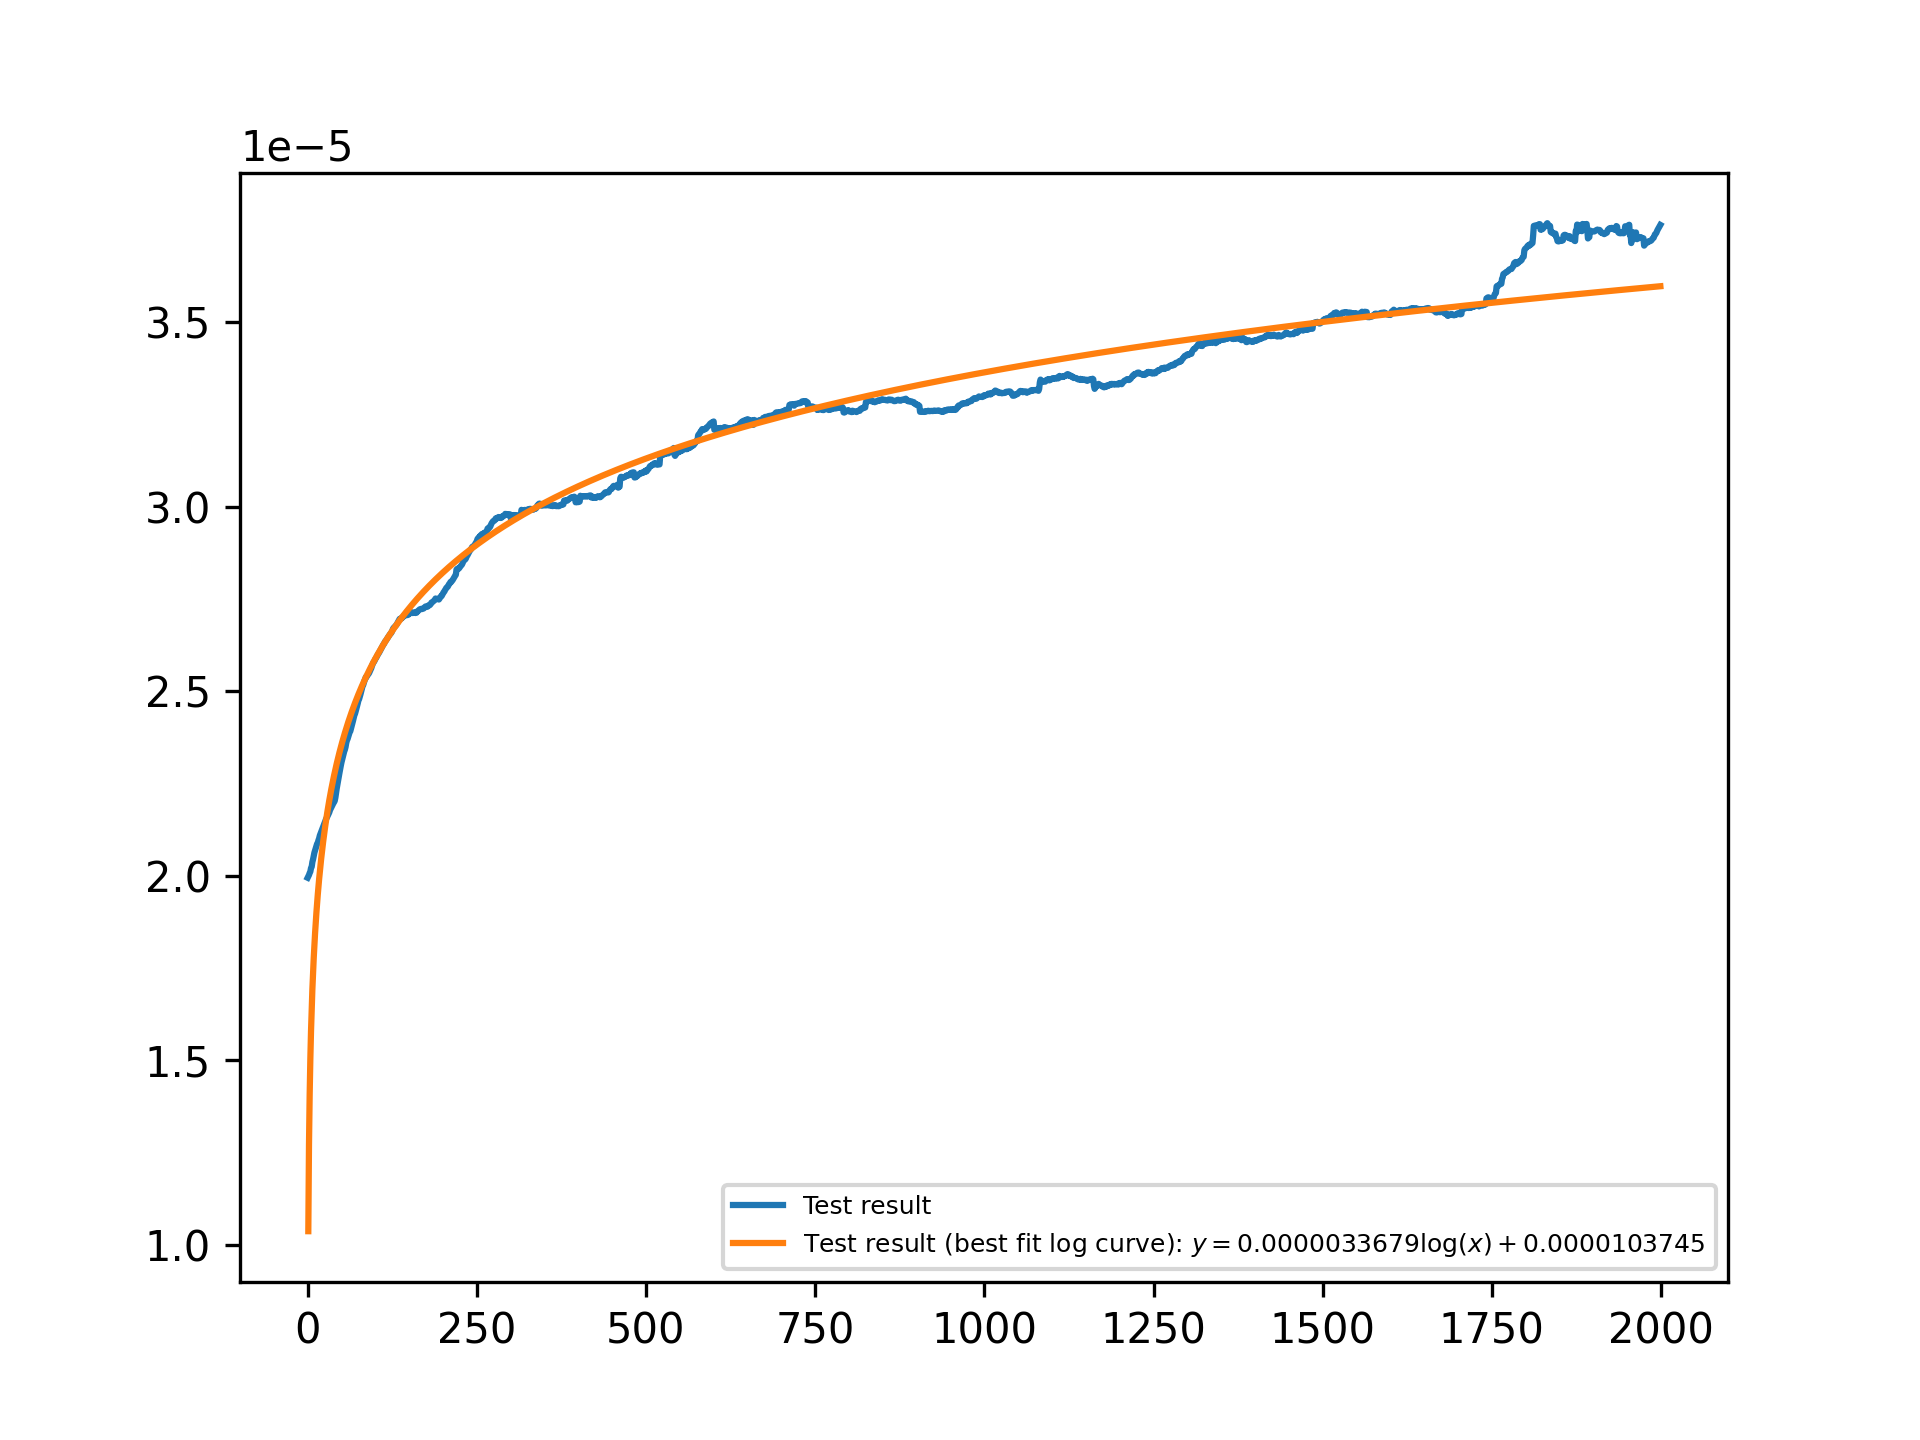 1e−5
3.5
3.0
2.5
2.0
1.5
1.0
Test result
Test result (best fit log curve): y = 0.0000033679log(x) + 0.0000103745
0 250 500 750 1000 1250 1500 1750 2000